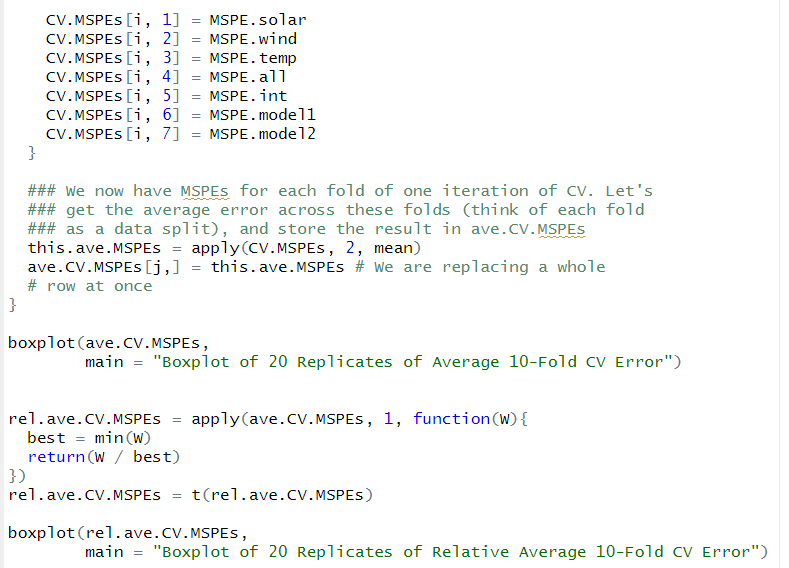 CV.MSPEs[i, 1] = MSPE.solar
CV.MSPEs[i, 2] = MSPE.wind
CV.MSPEs[i, 3] = MSPE.temp
CV.MSPEs[i, 4] = MSPE.all
CV.MSPEs[i, 5] = MSPE.int
CV.MSPEs[i, 6] = MSPE.model1
CV.MSPEs[i, 7] = MSPE.model2
}
### We now have MSPEs for each fold of one iteration of CV. Let's
### get the average error across these folds (think of each fold
### as a data split), and store the result in ave.CV.MSPEs
this.ave.MSPEs = apply(CV.MSPEs, 2, mean)
ave.CV.MSPEs[j,] = this.ave.MSPEs # We are replacing a whole
# row at once
}
boxplot(ave.CV.MSPEs,
main = "Boxplot of 20 Replicates of Average 10-Fold CV Error")
rel.ave.CV.MSPEs = apply(ave.CV.MSPEs, 1, function(W){
best = min(W)
return(W / best)
})
rel.ave.CV.MSPEs = t(rel.ave.CV.MSPEs)
boxplot(rel.ave.CV.MSPEs,
main = "Boxplot of 20 Replicates of Relative Average 10-Fold CV Error")